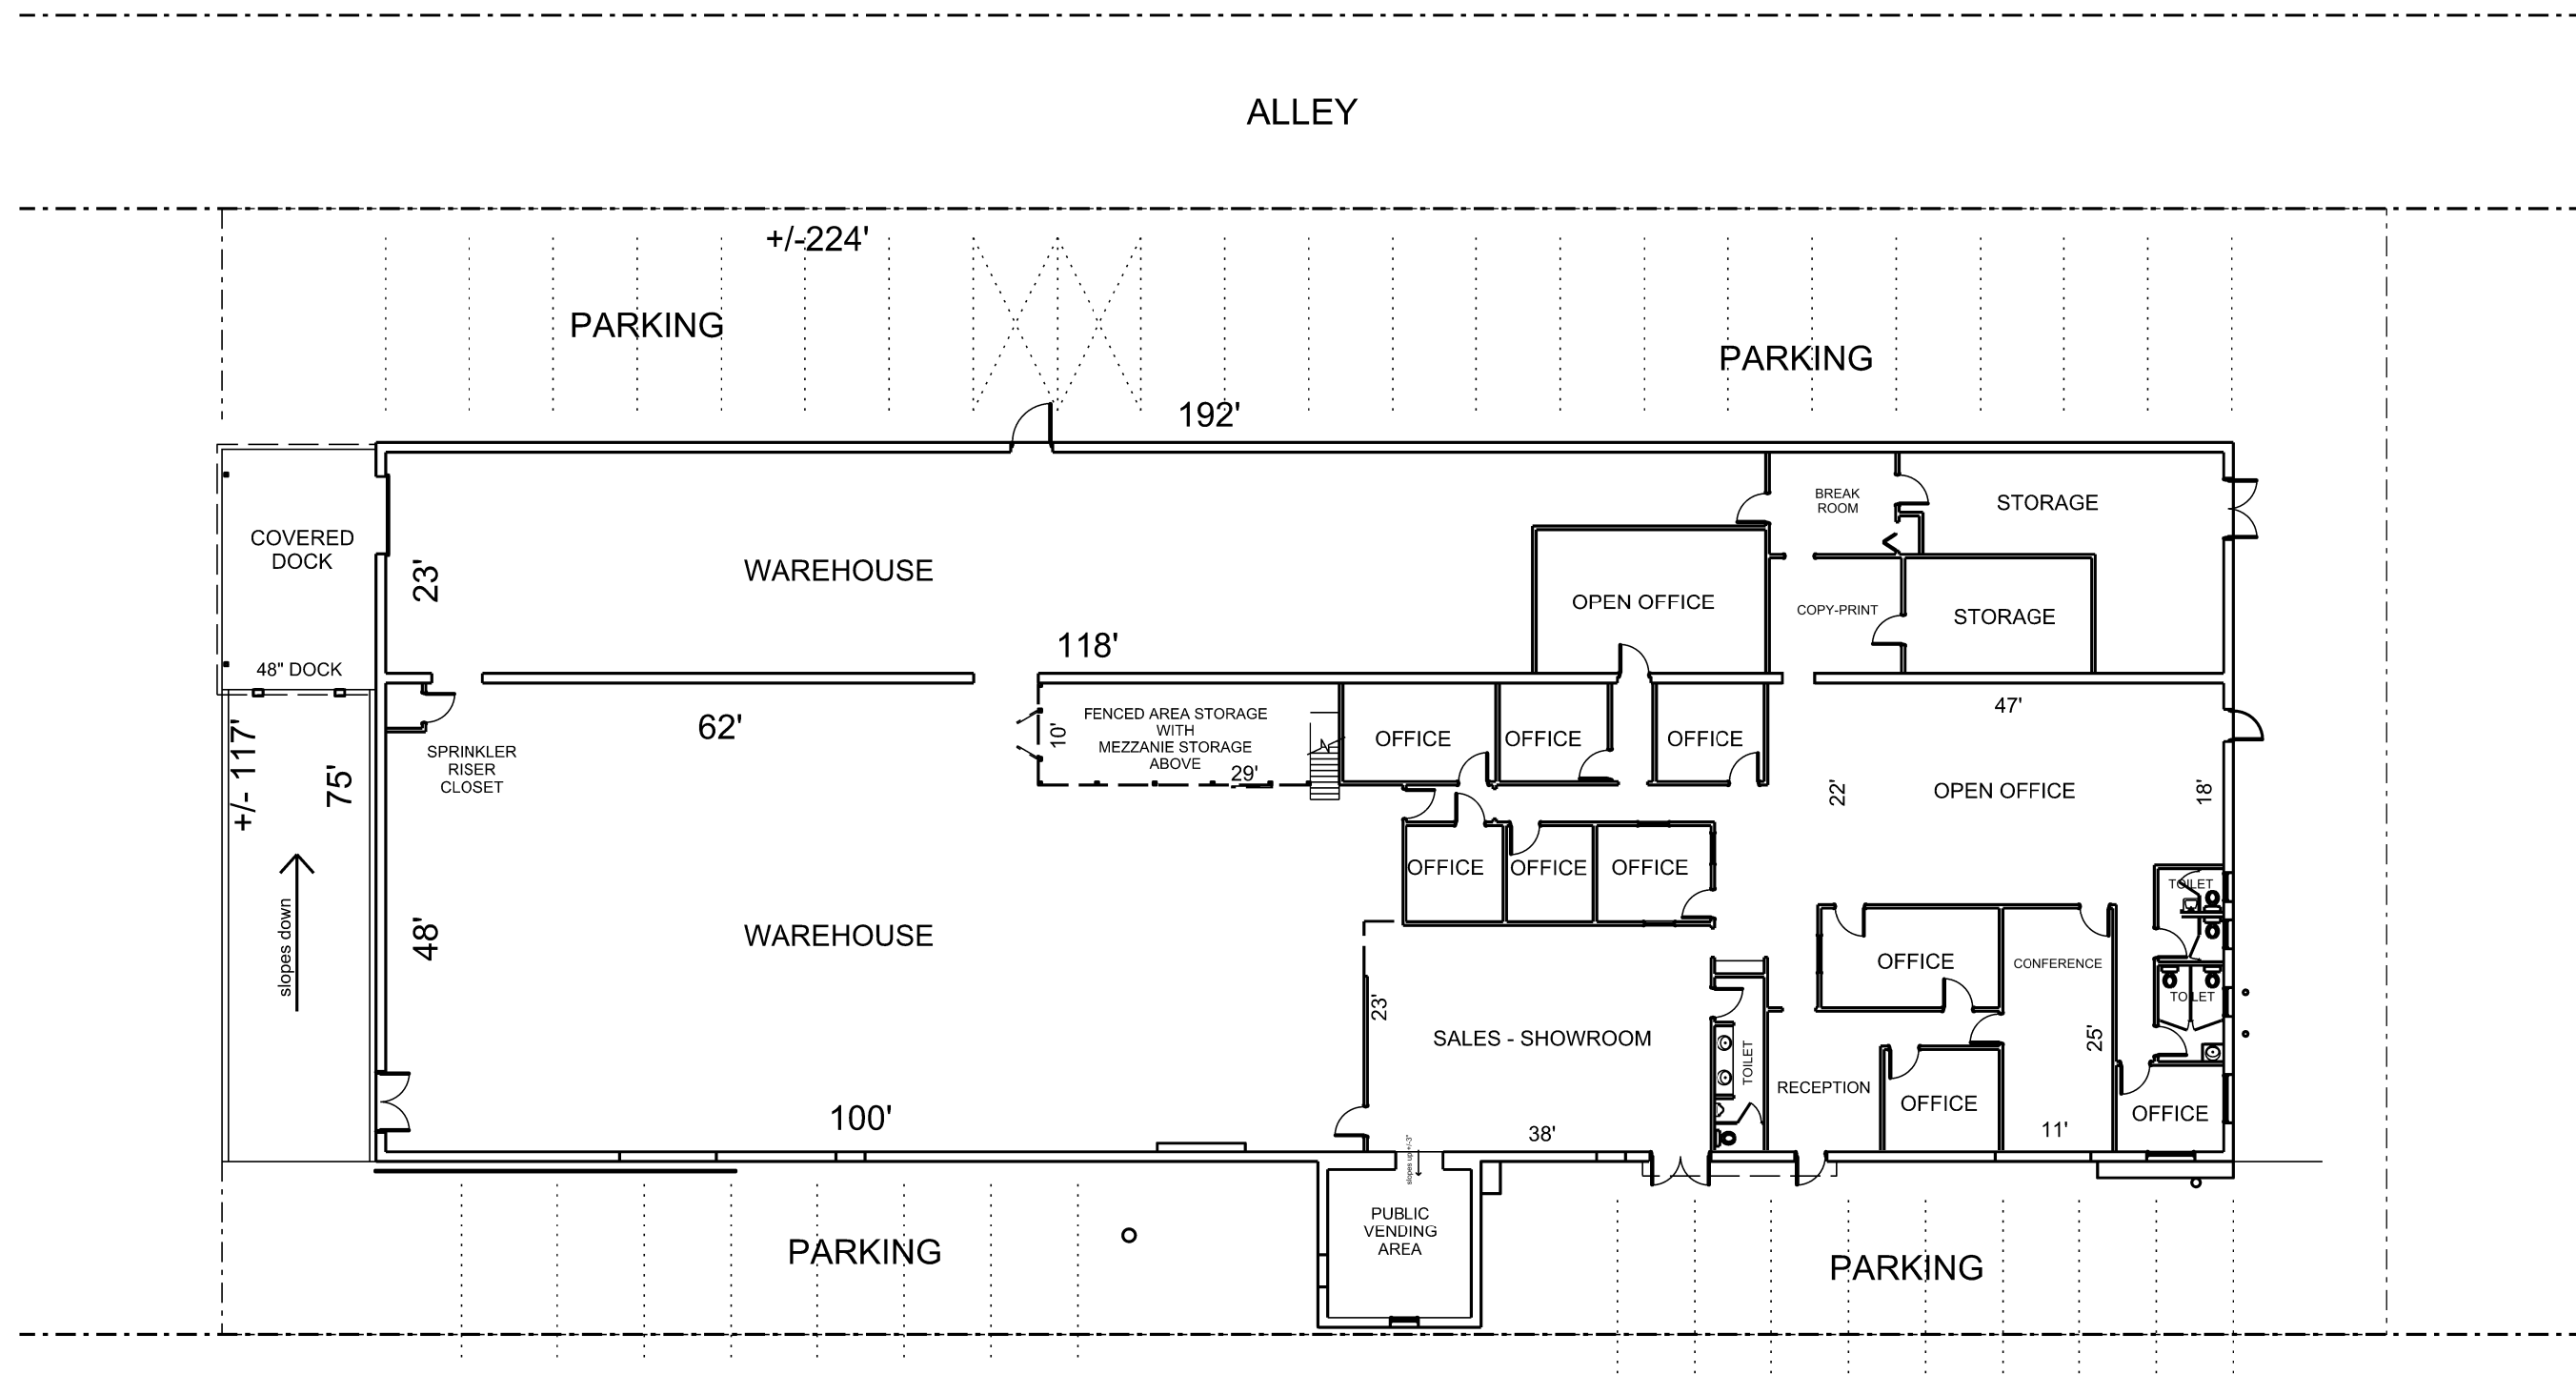 ALLEY
+/-224'
PARKING
PARKING
192'
COVERED
DOCK
48" DOCK
23'
WAREHOUSE
118'
OPEN OFFICE
BREAK
ROOM
STORAGE
COPY-PRINT
STORAGE
+/- 117'
75'
slopes down
SPRINKLER
RISER
CLOSET
62'
FENCED AREA STORAGE
WITH
MEZZANIE STORAGE
ABOVE
10'
29'
OFFICE
OFFICE
OFFICE
47'
22'
OPEN OFFICE
18'
OFFICE
OFFICE
OFFICE
48'
WAREHOUSE
100'
23'
SALES - SHOWROOM
38'
TOILET
RECEPTION
OFFICE
CONFERENCE
OFFICE
25'
11'
TOILET
TOILET
OFFICE
slopes up +/-3"
PUBLIC
VENDING
AREA
PARKING
PARKING